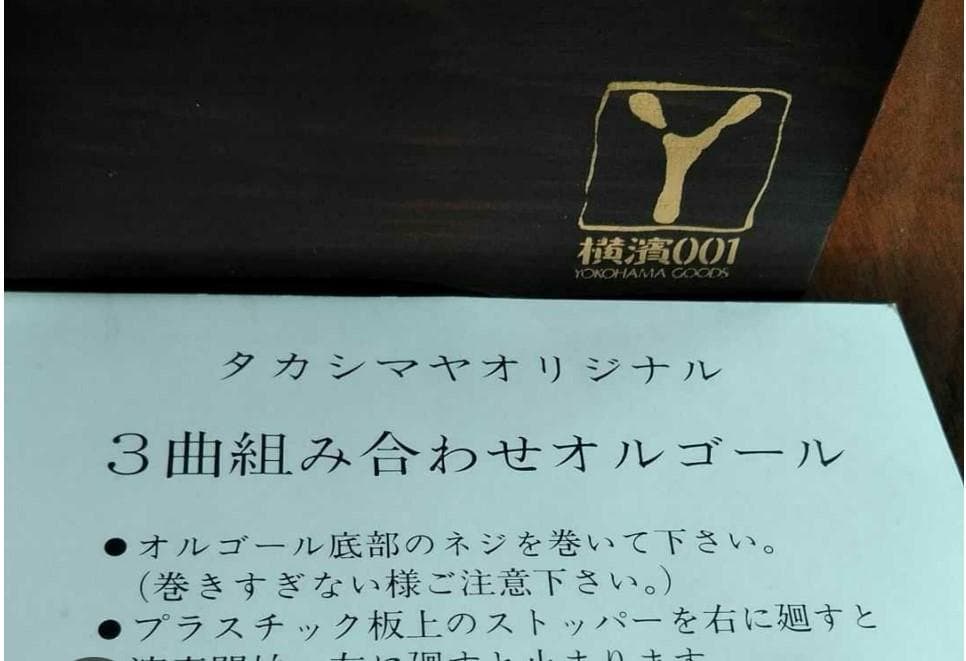 Y
横濱001
YOKOHAMA GOODS
タカシマヤオリジナル
3曲組み合わせオルゴール
●オルゴール底部のネジを巻いて下さい。
(巻きすぎない様ご注意下さい。)
●プラスチック板上のストッパーを右に廻すと